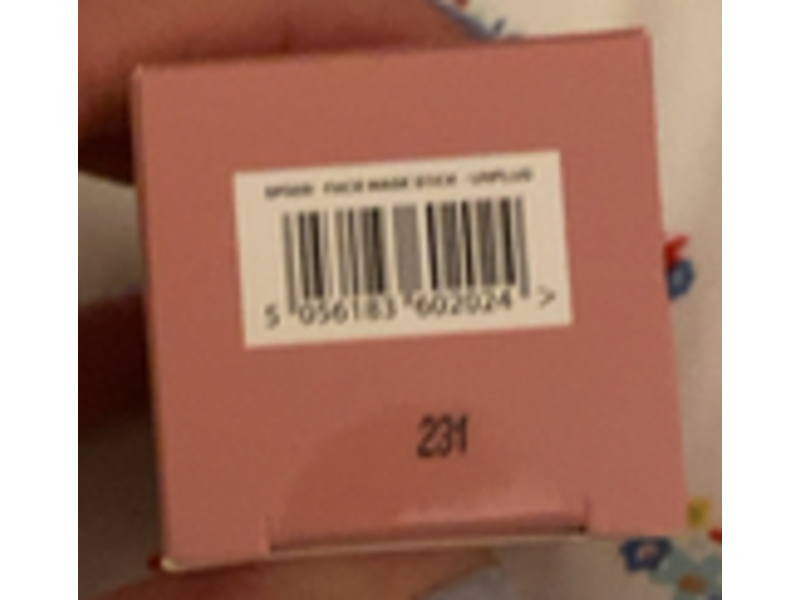 FACE MASK STICK - UNPLUG
5 056183 602024 >
231